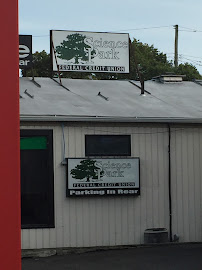 Science
Park
FEDERAL CREDIT UNION
Science
Park
FEDERAL CREDIT UNION
Parking In Rear